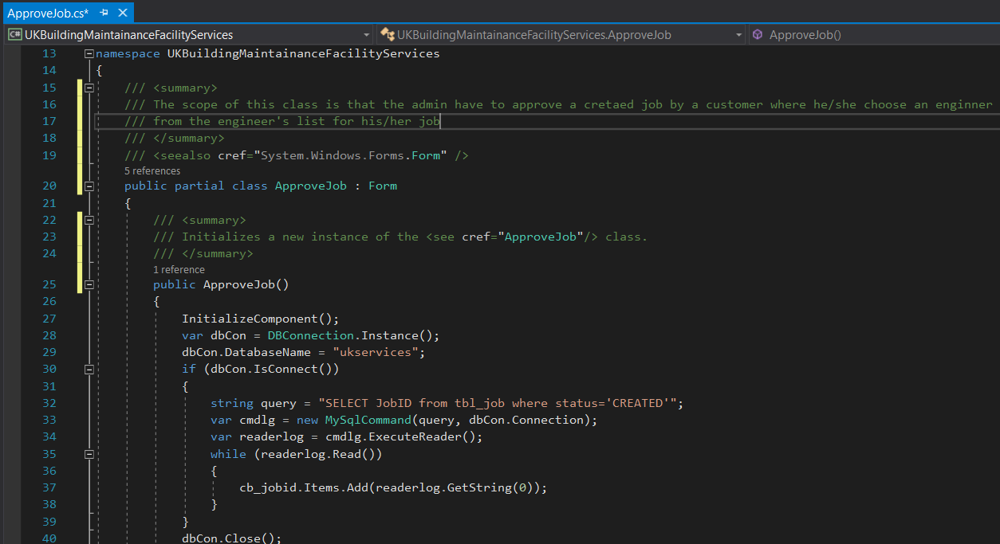 ApproveJob.cs*
UKBuildingMaintainanceFacilityServices UKBuildingMaintainanceFacilityServices.ApproveJob ApproveJob()
13 namespace UKBuildingMaintainanceFacilityServices
14 {
15 /// <summary>
16 /// The scope of this class is that the admin have to approve a cretaed job by a customer where he/she choose an enginner
17 /// from the engineer's list for his/her job
18 /// </summary>
19 /// <seealso cref="System.Windows.Forms.Form" />
5 references
20 public partial class ApproveJob : Form
21 {
22 /// <summary>
23 /// Initializes a new instance of the <see cref="ApproveJob"/> class.
24 /// </summary>
1 reference
25 public ApproveJob()
26 {
27 InitializeComponent();
28 var dbCon = DBConnection.Instance();
29 dbCon.DatabaseName = "ukservices";
30 if (dbCon.IsConnect())
31 {
32 string query = "SELECT JobID from tbl_job where status='CREATED'";
33 var cmdlg = new MySqlCommand(query, dbCon.Connection);
34 var readerlog = cmdlg.ExecuteReader();
35 while (readerlog.Read())
36 {
37 cb_jobid.Items.Add(readerlog.GetString(0));
38 }
39 }
40 dbCon.Close();